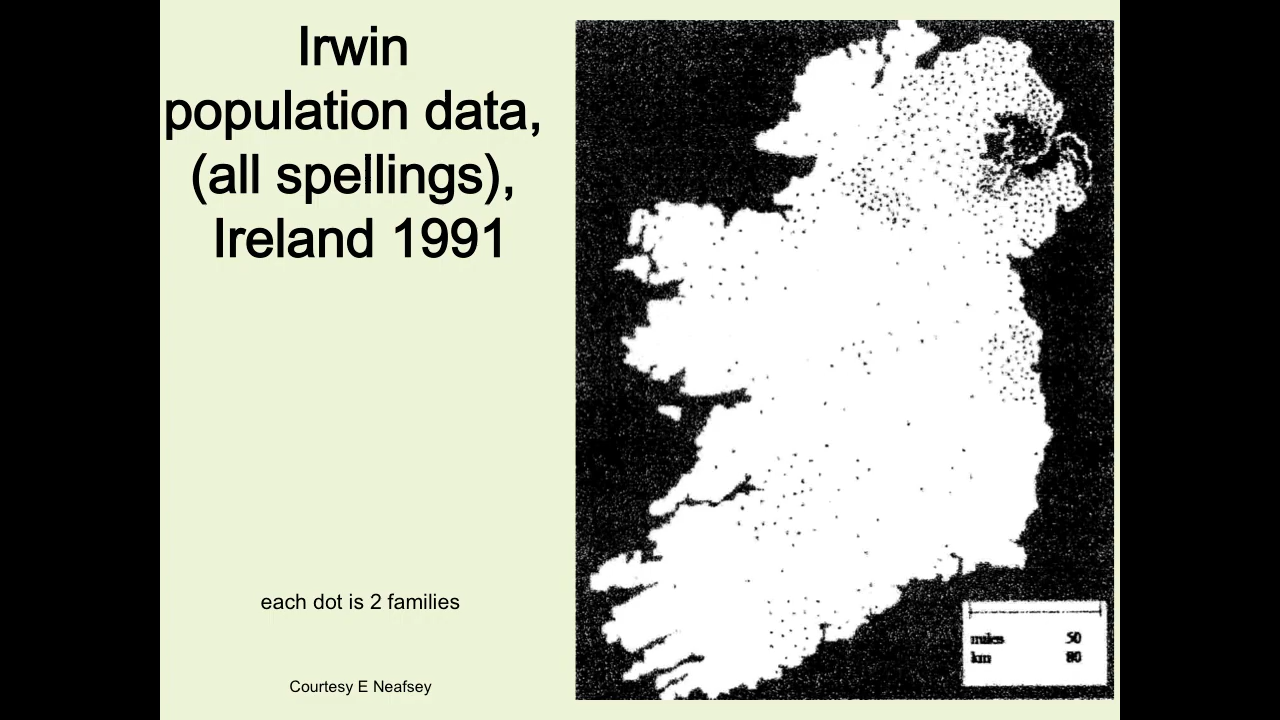 Irwin
population data,
(all spellings),
Ireland 1991
each dot is 2 families
Courtesy E Neafsey
miles 50
km 80